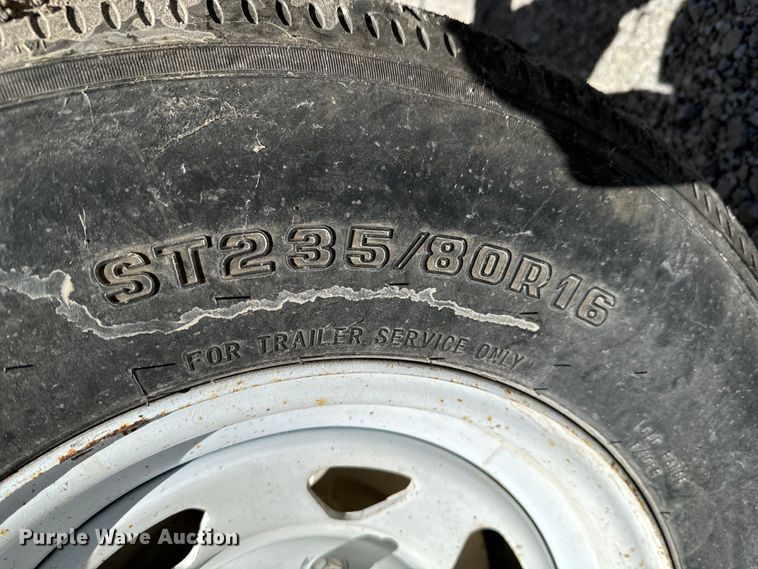 ST235/80R16
FOR TRAILER SERVICE ONLY
Purple Wave Auction